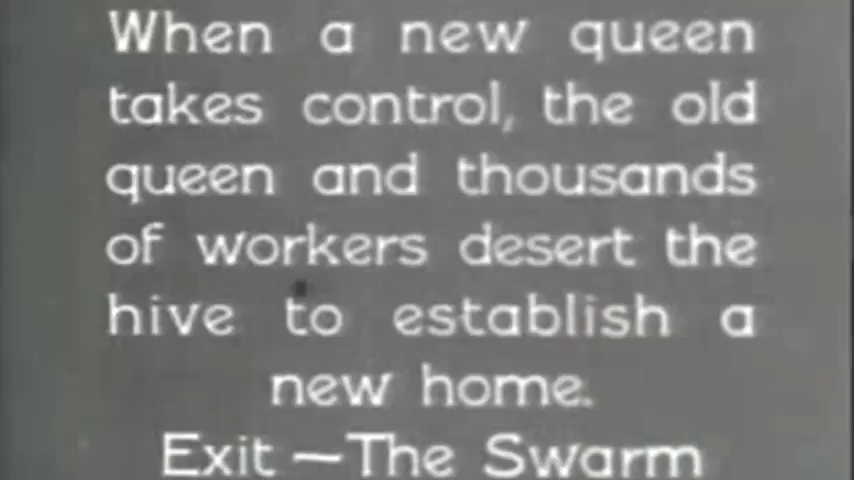 When a new queen
takes control, the old
queen and thousands
of workers desert the
hive to establish a
new home.
Exit — The Swarm